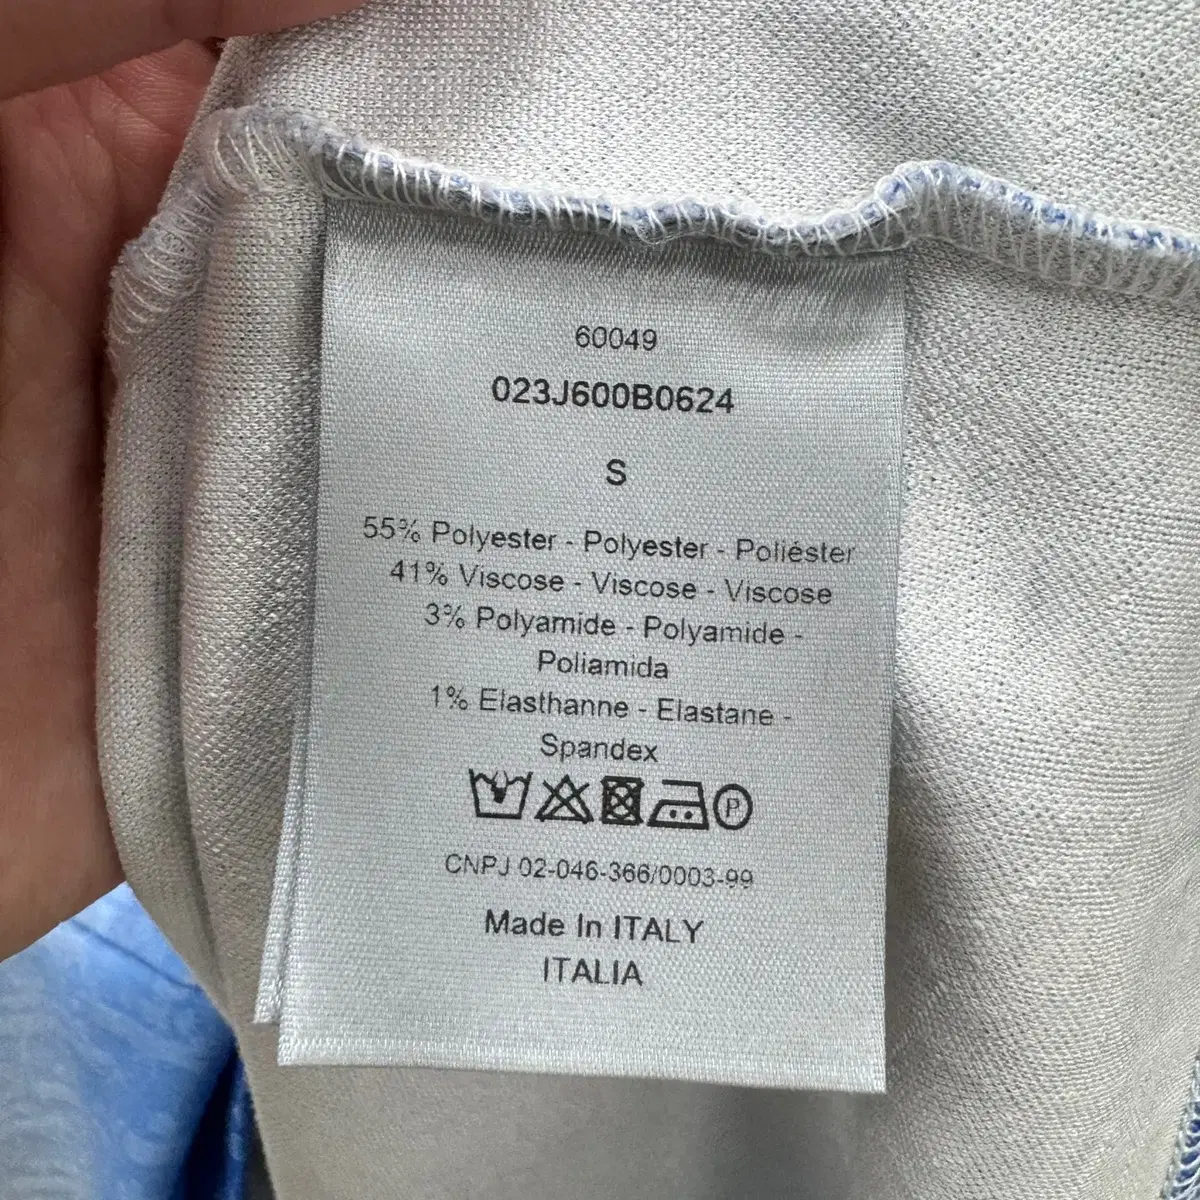 60049
023J600B0624
S
55% Polyester - Polyester - Poliéster
41% Viscose - Viscose - Viscose
3% Polyamide - Polyamide -
Poliamida
1% Elasthanne - Elastane -
Spandex
P
CNPJ 02-046-366/0003-99
Made In ITALY
ITALIA